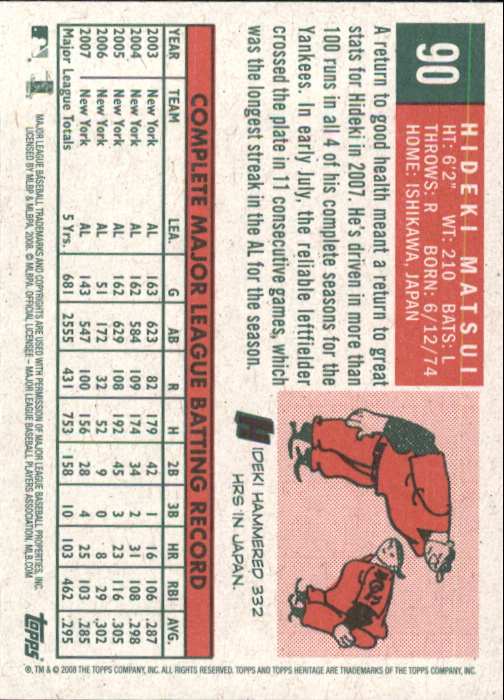 90
HIDEKI MATSUI
HT: 6'2" WT: 210 BATS: L
THROWS: R BORN: 6/12/74
HOME: ISHIKAWA, JAPAN
A return to good health meant a return to great
stats for Hideki in 2007. He's driven in more than
100 runs in all 4 of his complete seasons for the
Yankees. In early July, the reliable leftfielder
crossed the plate in 11 consecutive games, which
was the longest streak in the AL for the season.
HIDEKI HAMMERED 332
HRS IN JAPAN.
COMPLETE MAJOR LEAGUE BATTING RECORD
YEAR TEAM LEA. G AB R H 2B 3B HR RBI AVG.
2003 New York AL 163 623 82 179 42 1 16 106 .287
2004 New York AL 162 584 109 174 34 2 31 108 .298
2005 New York AL 162 629 108 192 45 3 23 116 .305
2006 New York AL 51 172 32 52 9 0 8 29 .302
2007 New York AL 143 547 100 156 28 4 25 103 .285
Major League Totals 5 Yrs. 681 2555 431 753 158 10 103 462 .295
MAJOR LEAGUE BASEBALL TRADEMARKS AND COPYRIGHTS ARE USED WITH PERMISSION OF MAJOR LEAGUE BASEBALL PROPERTIES, INC.
LICENSED BY MLBP & MLBPA, 2008. © MLBPA, OFFICIAL LICENSEE – MAJOR LEAGUE BASEBALL PLAYERS ASSOCIATION. MLB.COM
TOPPS
®, TM & © 2008 THE TOPPS COMPANY, INC. ALL RIGHTS RESERVED. TOPPS AND TOPPS HERITAGE ARE TRADEMARKS OF THE TOPPS COMPANY, INC.